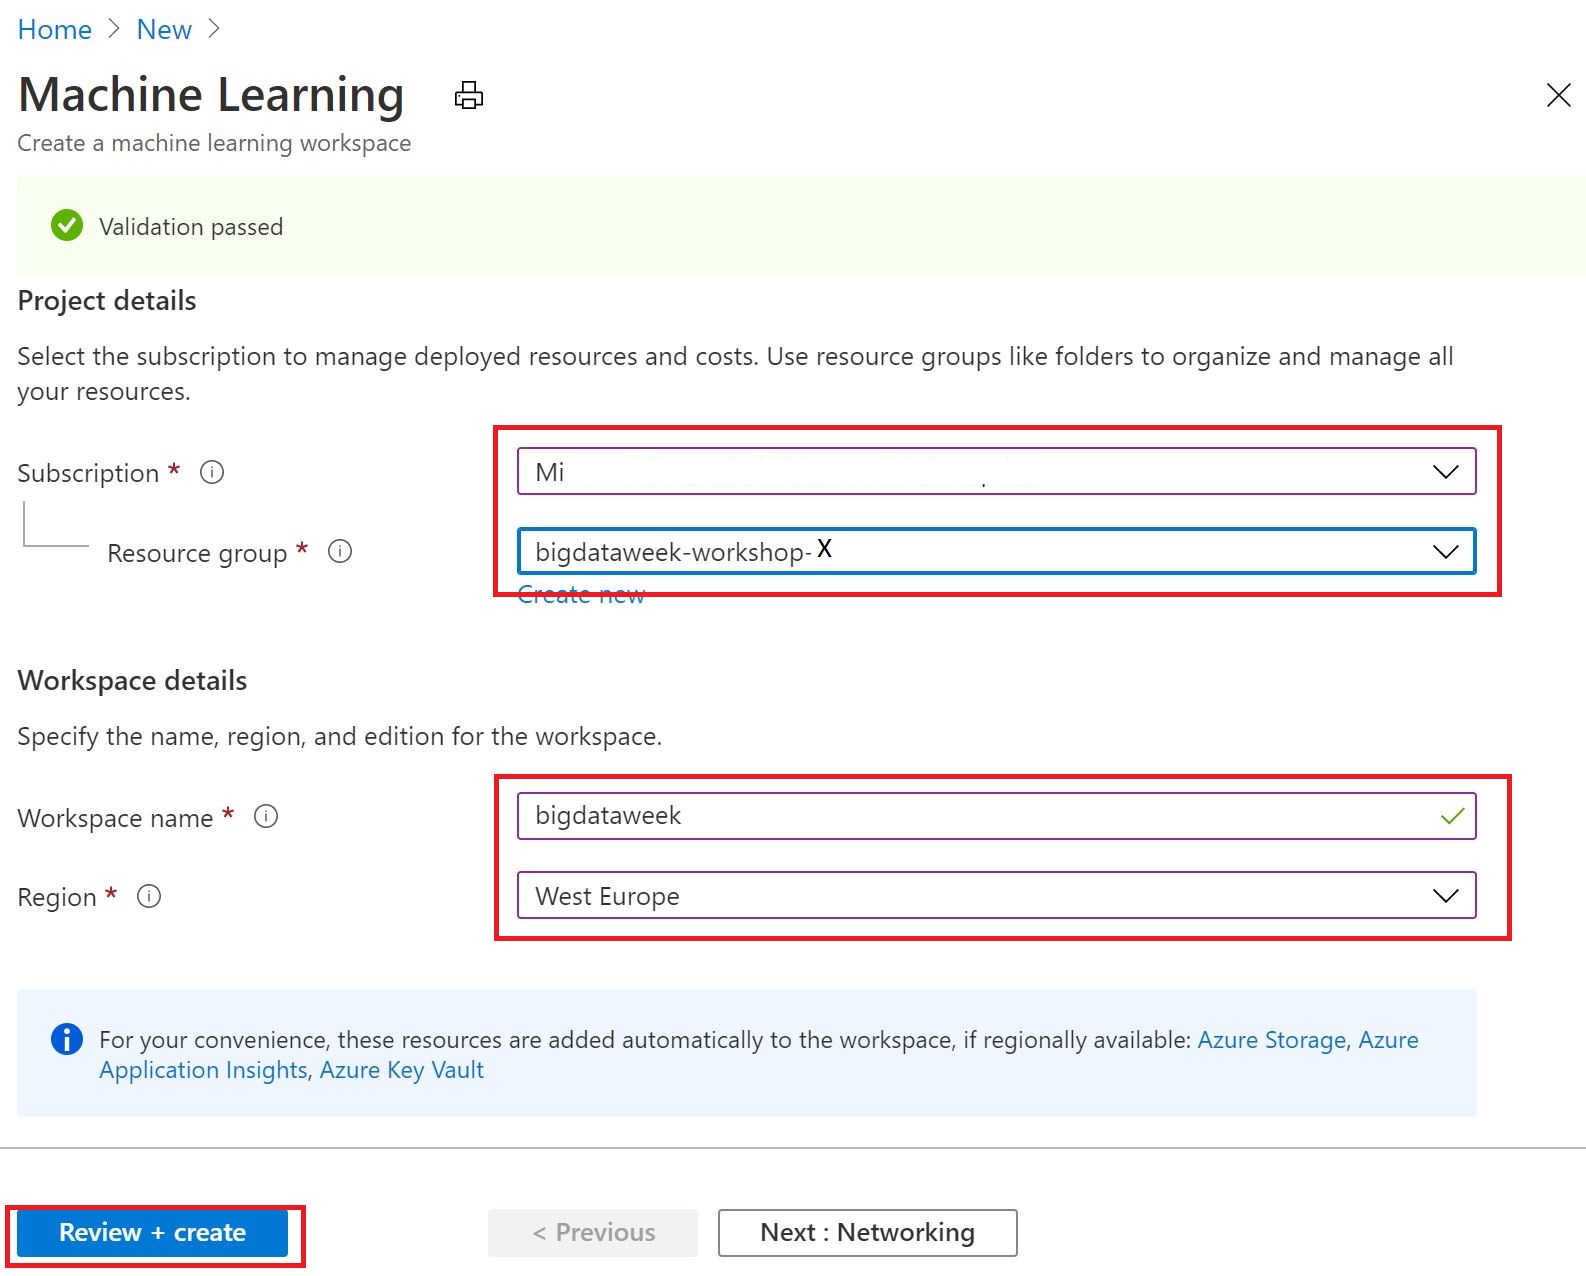 Home > New >
Machine Learning
Create a machine learning workspace
Validation passed
Project details
Select the subscription to manage deployed resources and costs. Use resource groups like folders to organize and manage all
your resources.
Subscription *
Mi
Resource group *
bigdataweek-workshop- X
Create new
Workspace details
Specify the name, region, and edition for the workspace.
Workspace name *
bigdataweek
Region *
West Europe
For your convenience, these resources are added automatically to the workspace, if regionally available: Azure Storage, Azure
Application Insights, Azure Key Vault
Review + create
< Previous
Next : Networking